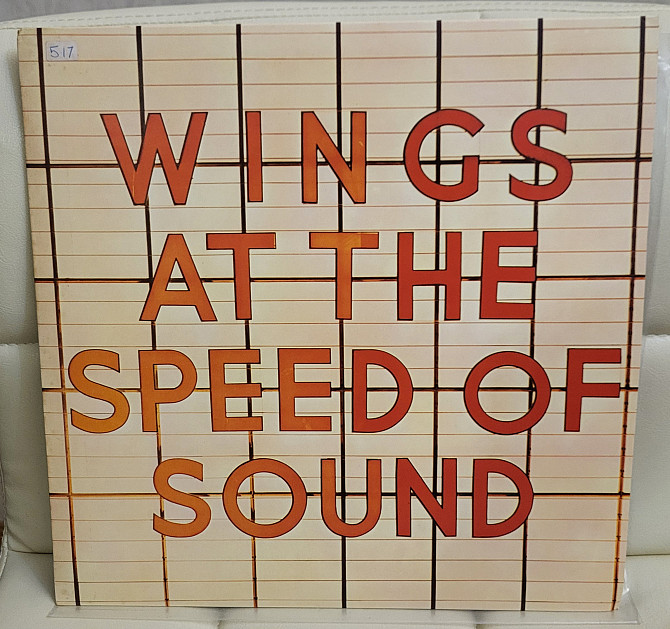 517.
WINGS
AT THE
SPEED OF
SOUND